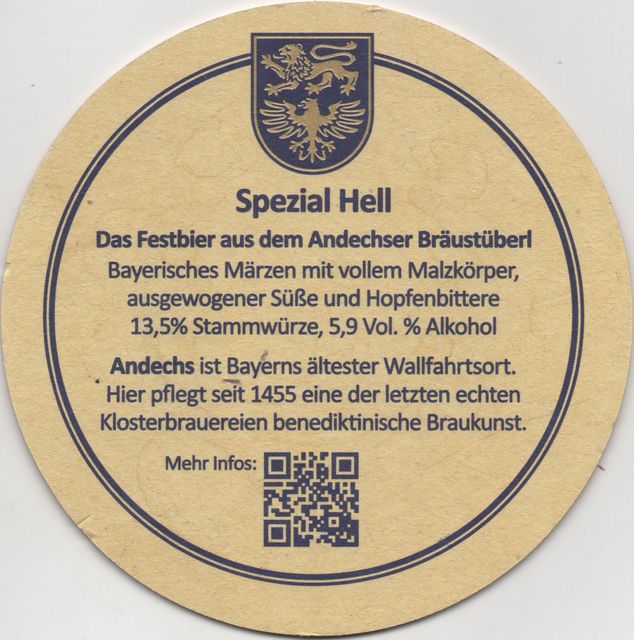 Spezial Hell
Das Festbier aus dem Andechser Bräustüberl
Bayerisches Märzen mit vollem Malzkörper,
ausgewogener Süße und Hopfenbittere
13,5% Stammwürze, 5,9 Vol. % Alkohol
Andechs ist Bayerns ältester Wallfahrtsort.
Hier pflegt seit 1455 eine der letzten echten
Klosterbrauereien benediktinische Braukunst.
Mehr Infos: